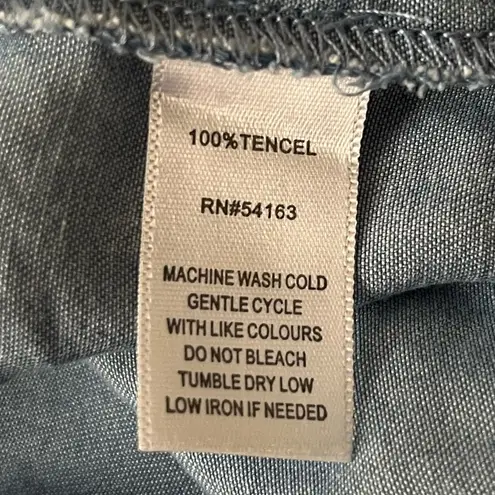 100%TENCEL
RN#54163
MACHINE WASH COLD
GENTLE CYCLE
WITH LIKE COLOURS
DO NOT BLEACH
TUMBLE DRY LOW
LOW IRON IF NEEDED